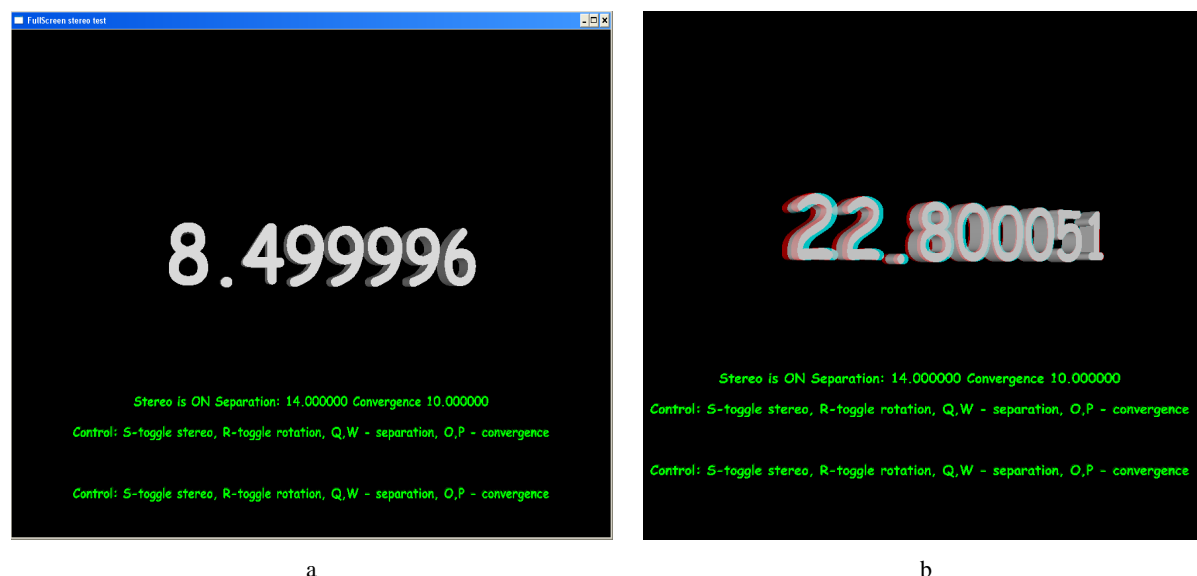 FullScreen stereo test
8.499996
Stereo is ON Separation: 14.000000 Convergence 10.000000
Control: S-toggle stereo, R-toggle rotation, Q,W - separation, O,P - convergence
Control: S-toggle stereo, R-toggle rotation, Q,W - separation, O,P - convergence
a
22.800051
Stereo is ON Separation: 14.000000 Convergence 10.000000
Control: S-toggle stereo, R-toggle rotation, Q,W - separation, O,P - convergence
Control: S-toggle stereo, R-toggle rotation, Q,W - separation, O,P - convergence
b